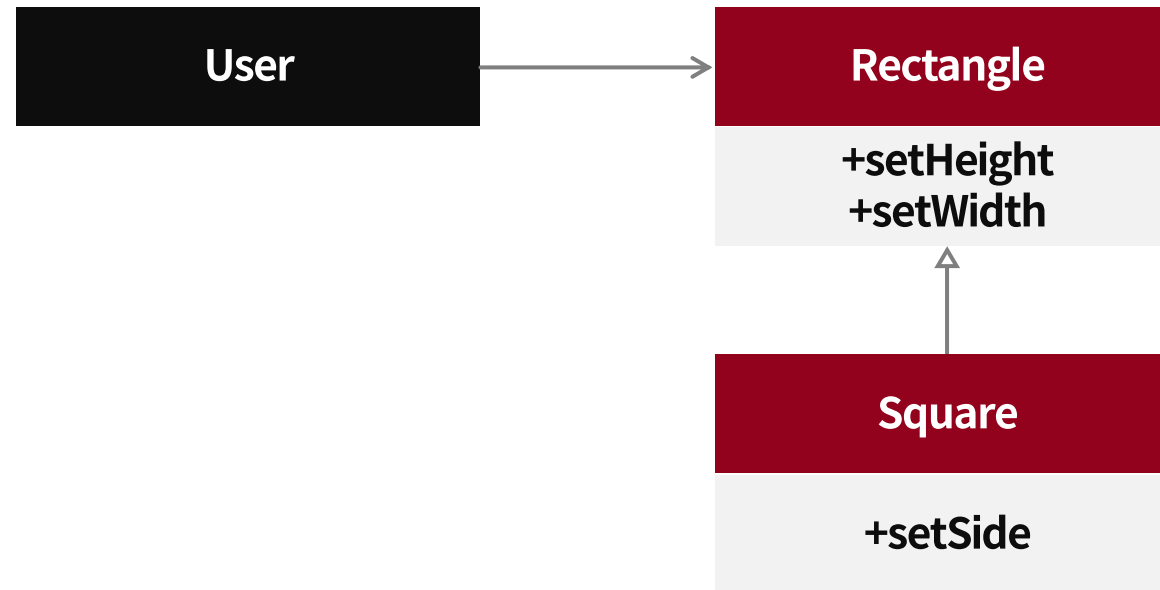 User
Rectangle
+setHeight
+setWidth
Square
+setSide